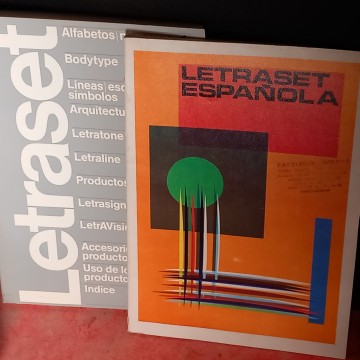 Letraset
Alfabetos
Bodytype
Líneas
símbolos
Arquitectu
Letratone
Letraline
Productos
Letrasign
LetrAVisi
Accesorio
producto
Uso de lo
producto
Indice
LETRASET
ESPAÑOLA